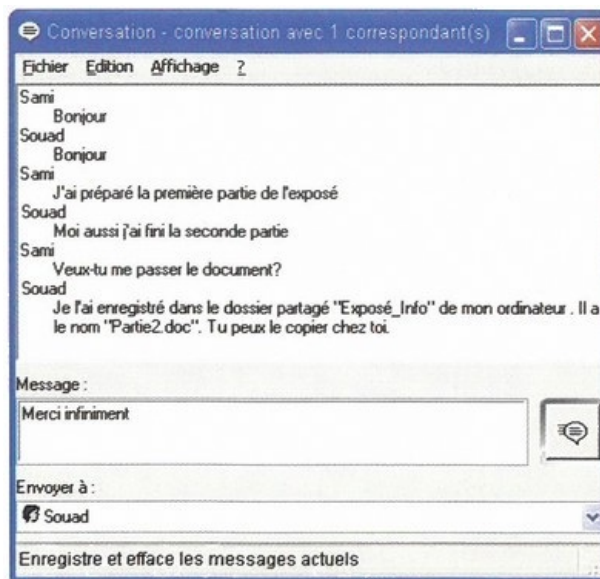 Conversation - conversation avec 1 correspondant(s)
Fichier Edition Affichage ?
Sami
Bonjour
Souad
Bonjour
Sami
J'ai préparé la première partie de l'exposé
Souad
Moi aussi j'ai fini la seconde partie
Sami
Veux-tu me passer le document?
Souad
Je l'ai enregistré dans le dossier partagé "Exposé_Info" de mon ordinateur . Il a
le nom "Partie2.doc". Tu peux le copier chez toi.
Message :
Merci infiniment
Envoyer à :
Souad
Enregistre et efface les messages actuels